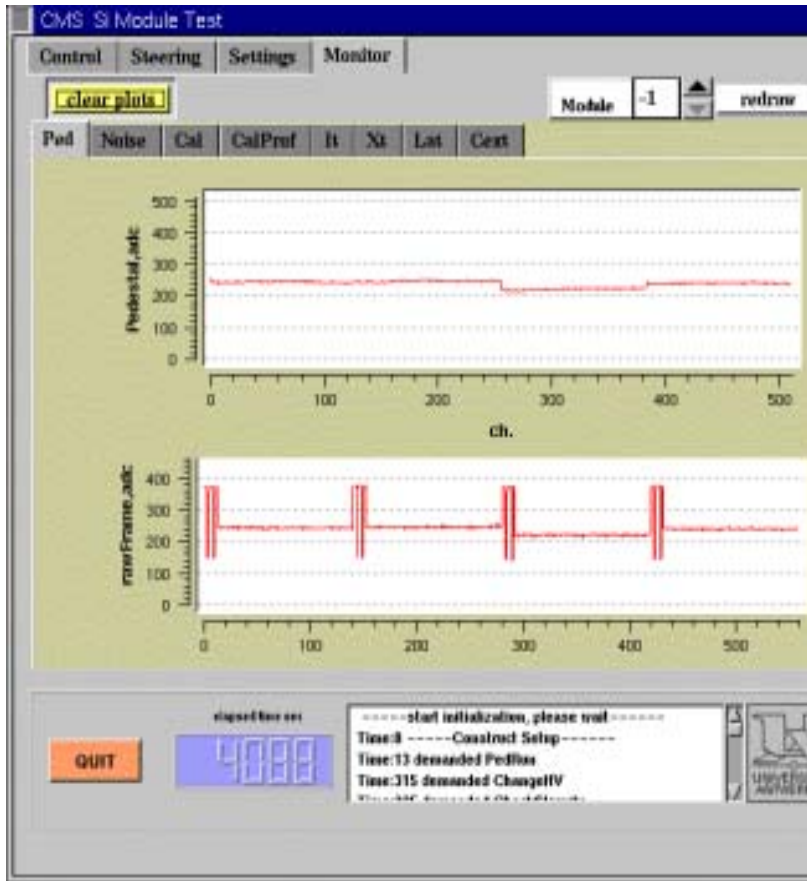 CMS Si Module Test
Control Steering Settings Monitor
clear plots
Module -1 redraw
Ped Noise Cal CalProf It Xt Lat Cext
500
400
300
200
100
0
Pedestal,adc
0 100 200 300 400 500
ch.
400
300
200
100
0
rawFrame,adc
0 100 200 300 400 500
elapsed time sec
4088
QUIT
-----start initialization, please wait------
Time:8 -----Construct Setup------
Time:13 demanded PedRun
Time:315 demanded ChangeHV